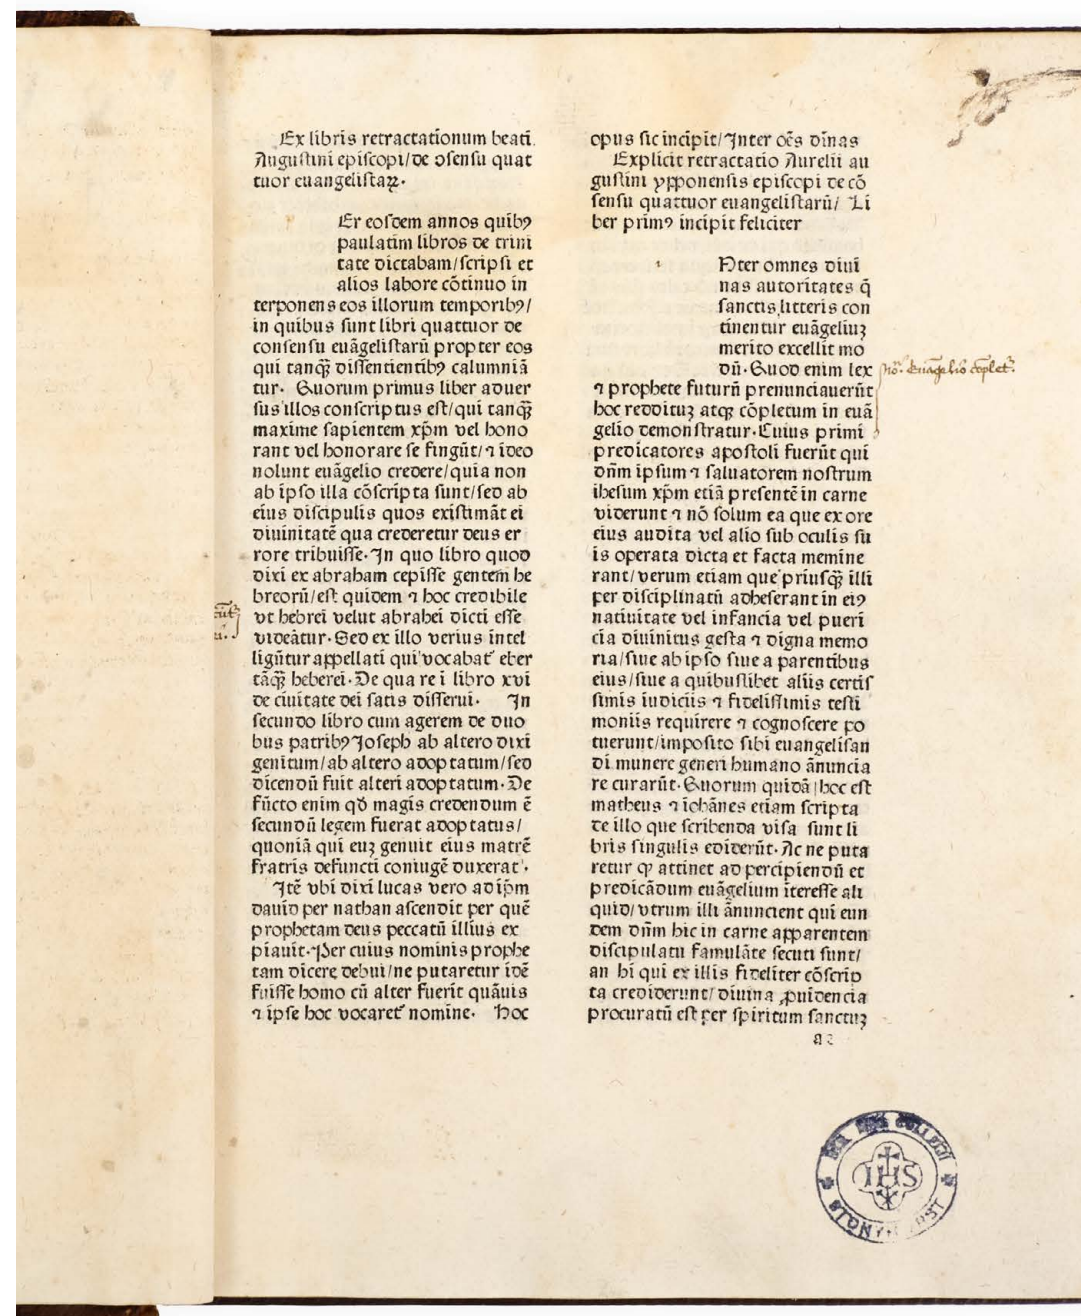 Ex libris retractationum beati
Augustini episcopi/de ɔsensu quat
tuor euangelistaꝝ·
Er eosdem annos quibꝰ
paulatim libros de trini
tate dictabam/scripsi et
alios labore cōtinuo in
terponens eos illorum temporibꝰ/
in quibus sunt libri quattuor de
consensu euāgelistarū propter eos
qui tanqꝫ̄ dissentientibꝰ calumniā
tur· Quorum primus liber aduer
sus illos conscriptus est/qui tanqꝫ̄
maxime sapientem xp̄m vel hono
rant vel honorare se fingūt/⁊ ideo
nolunt euāgelio credere/quia non
ab ipso illa cōscripta sunt/sed ab
eius discipulis quos existimāt ei
diuinitatē qua crederetur deus er
rore tribuisse·In quo libro quod
dixi ex abraham cepisse gentem he
breorū/est quidem ⁊ hoc credibile
vt hebrei velut abrahei dicti esse
videātur·Sed ex illo verius intel
ligūtur appellati qui vocabat᷑ eber
tāqꝫ̄ heberei·De qua re i libro xvi
de ciuitate dei satis disserui· In
secundo libro cum agerem de duo
bus patribꝰ Joseph ab altero dixi
genitum/ab altero adoptatum/sed
dicendū fuit alteri adoptatum·De
fūcto enim qd̄ magis credendum ē
secundū legem fuerat adoptatus/
quoniā qui euꝫ genuit eius matrē
fratris defuncti coniugē duxerat·
Itē vbi dixi lucas vero ad ip̄m
dauid per nathan ascendit per quē
prophetam deus peccatū illius ex
piauit·Per cuius nominis prophe
tam dicere debui/ne putaretur idē
fuisse homo cū alter fuerit quāuis
⁊ ipse hoc vocaret᷑ nomine· Hoc
opus sic incipit/Inter oēs diīnas
Explicit retractatio Aurelii au
gustini ypponensis episcopi de cō
sensu quattuor euangelistarū/ Li
ber primꝰ incipit feliciter
Nter omnes diui
nas autoritates q̄
sanctis litteris con
tinentur euāgeliuꝫ
merito excellit mo
dū·Quod enim lex
⁊ prophete futurū prenunciauerūt
hoc reddituꝫ atqꝫ cōpletum in euā
gelio demonstratur·Cuius primi
predicatores apostoli fuerūt qui
dn̄m ipsum ⁊ saluatorem nostrum
ihesum xp̄m etiā presentē in carne
viderunt ⁊ nō solum ea que ex ore
eius audita vel alio sub oculis su
is operata dicta et facta memine
rant/verum etiam que priusqꝫ̄ illi
per disciplinatū adheserant in eiꝰ
natiuitate vel infancia vel pueri
cia diuinitus gesta ⁊ digna memo
ria/siue ab ipso siue a parentibus
eius/siue a quibuslibet aliis certis
simis iudiciis ⁊ fidelissimis testi
moniis requirere ⁊ cognoscere po
tuerunt/imposito sibi euangelisan
di munere generi humano ānuncia
re curarūt·Quorum quidā|hoc est
matheus ⁊ iohānes etiam scripta
de illo que scribenda visa sunt li
bris singulis ediderūt·Ac ne puta
retur qꝫ attinet ad percipiendū et
predicādum euāgelium īteresse ali
quid/vtrum illi ānuncient qui eun
dem dn̄m hic in carne apparentem
discipulatu famulāte secuti sunt/
an hi qui ex illis fideliter cōscrip
ta crediderunt/diuina ꝓuidencia
procuratū est per spiritum sanctuꝫ
a 2
IHS